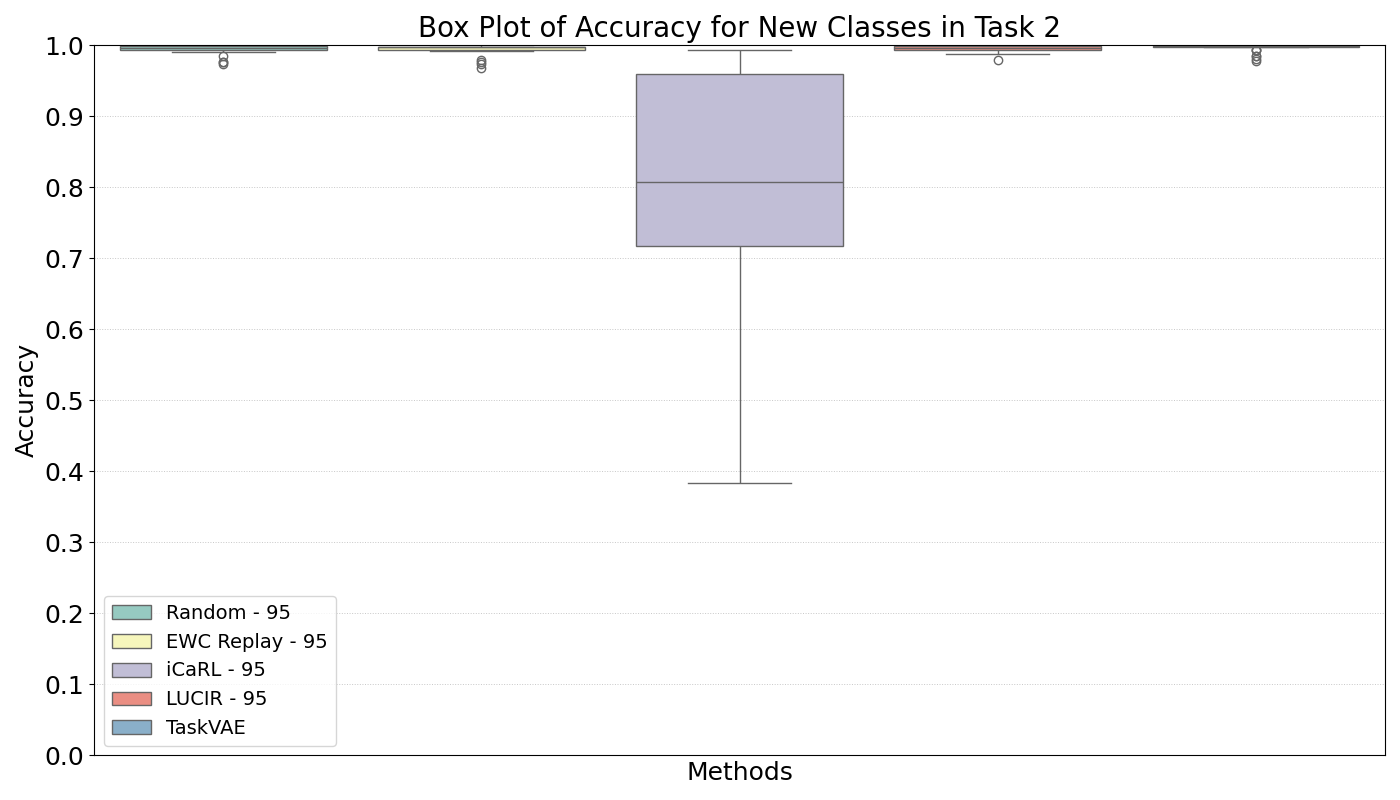 Box Plot of Accuracy for New Classes in Task 2
1.0
0.9
0.8
0.7
0.6
0.5
0.4
0.3
0.2
0.1
0.0
Accuracy
Random - 95
EWC Replay - 95
iCaRL - 95
LUCIR - 95
TaskVAE
Methods